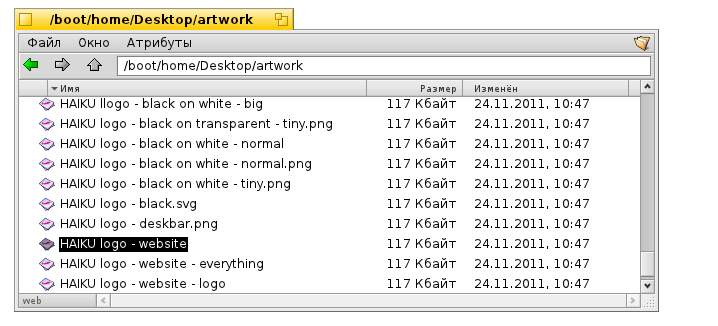 /boot/home/Desktop/artwork
Файл Окно Атрибуты
/boot/home/Desktop/artwork
Имя Размер Изменён
HAIKU llogo - black on white - big 117 Кбайт 24.11.2011, 10:47
HAIKU logo - black on transparent - tiny.png 117 Кбайт 24.11.2011, 10:47
HAIKU logo - black on white - normal 117 Кбайт 24.11.2011, 10:47
HAIKU logo - black on white - normal.png 117 Кбайт 24.11.2011, 10:47
HAIKU logo - black on white - tiny.png 117 Кбайт 24.11.2011, 10:47
HAIKU logo - black.svg 117 Кбайт 24.11.2011, 10:47
HAIKU logo - deskbar.png 117 Кбайт 24.11.2011, 10:47
HAIKU logo - website 117 Кбайт 24.11.2011, 10:47
HAIKU logo - website - everything 117 Кбайт 24.11.2011, 10:47
HAIKU logo - website - logo 117 Кбайт 24.11.2011, 10:47
web